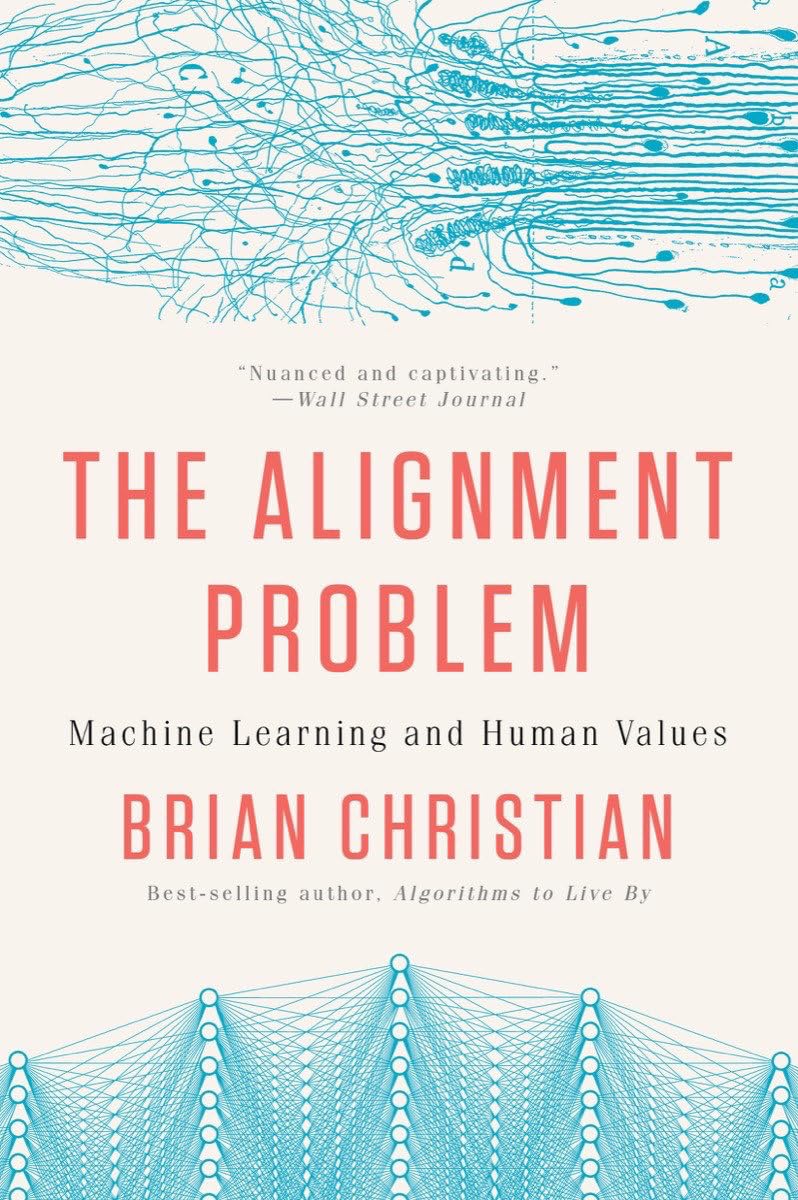 C
A
a
b
d
a
“Nuanced and captivating.”
—Wall Street Journal
THE ALIGNMENT
PROBLEM
Machine Learning and Human Values
BRIAN CHRISTIAN
Best-selling author, Algorithms to Live By